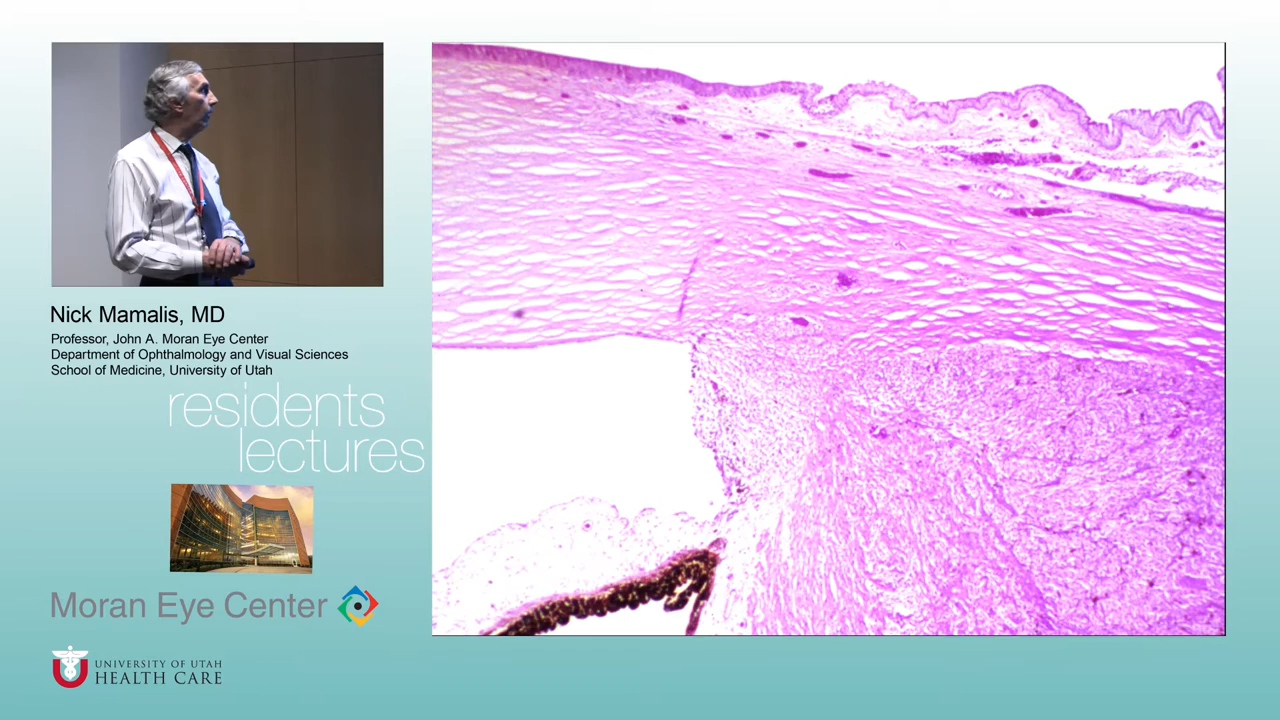 Nick Mamalis, MD
Professor, John A. Moran Eye Center
Department of Ophthalmology and Visual Sciences
School of Medicine, University of Utah
residents
lectures
Moran Eye Center
UNIVERSITY OF UTAH
HEALTH CARE